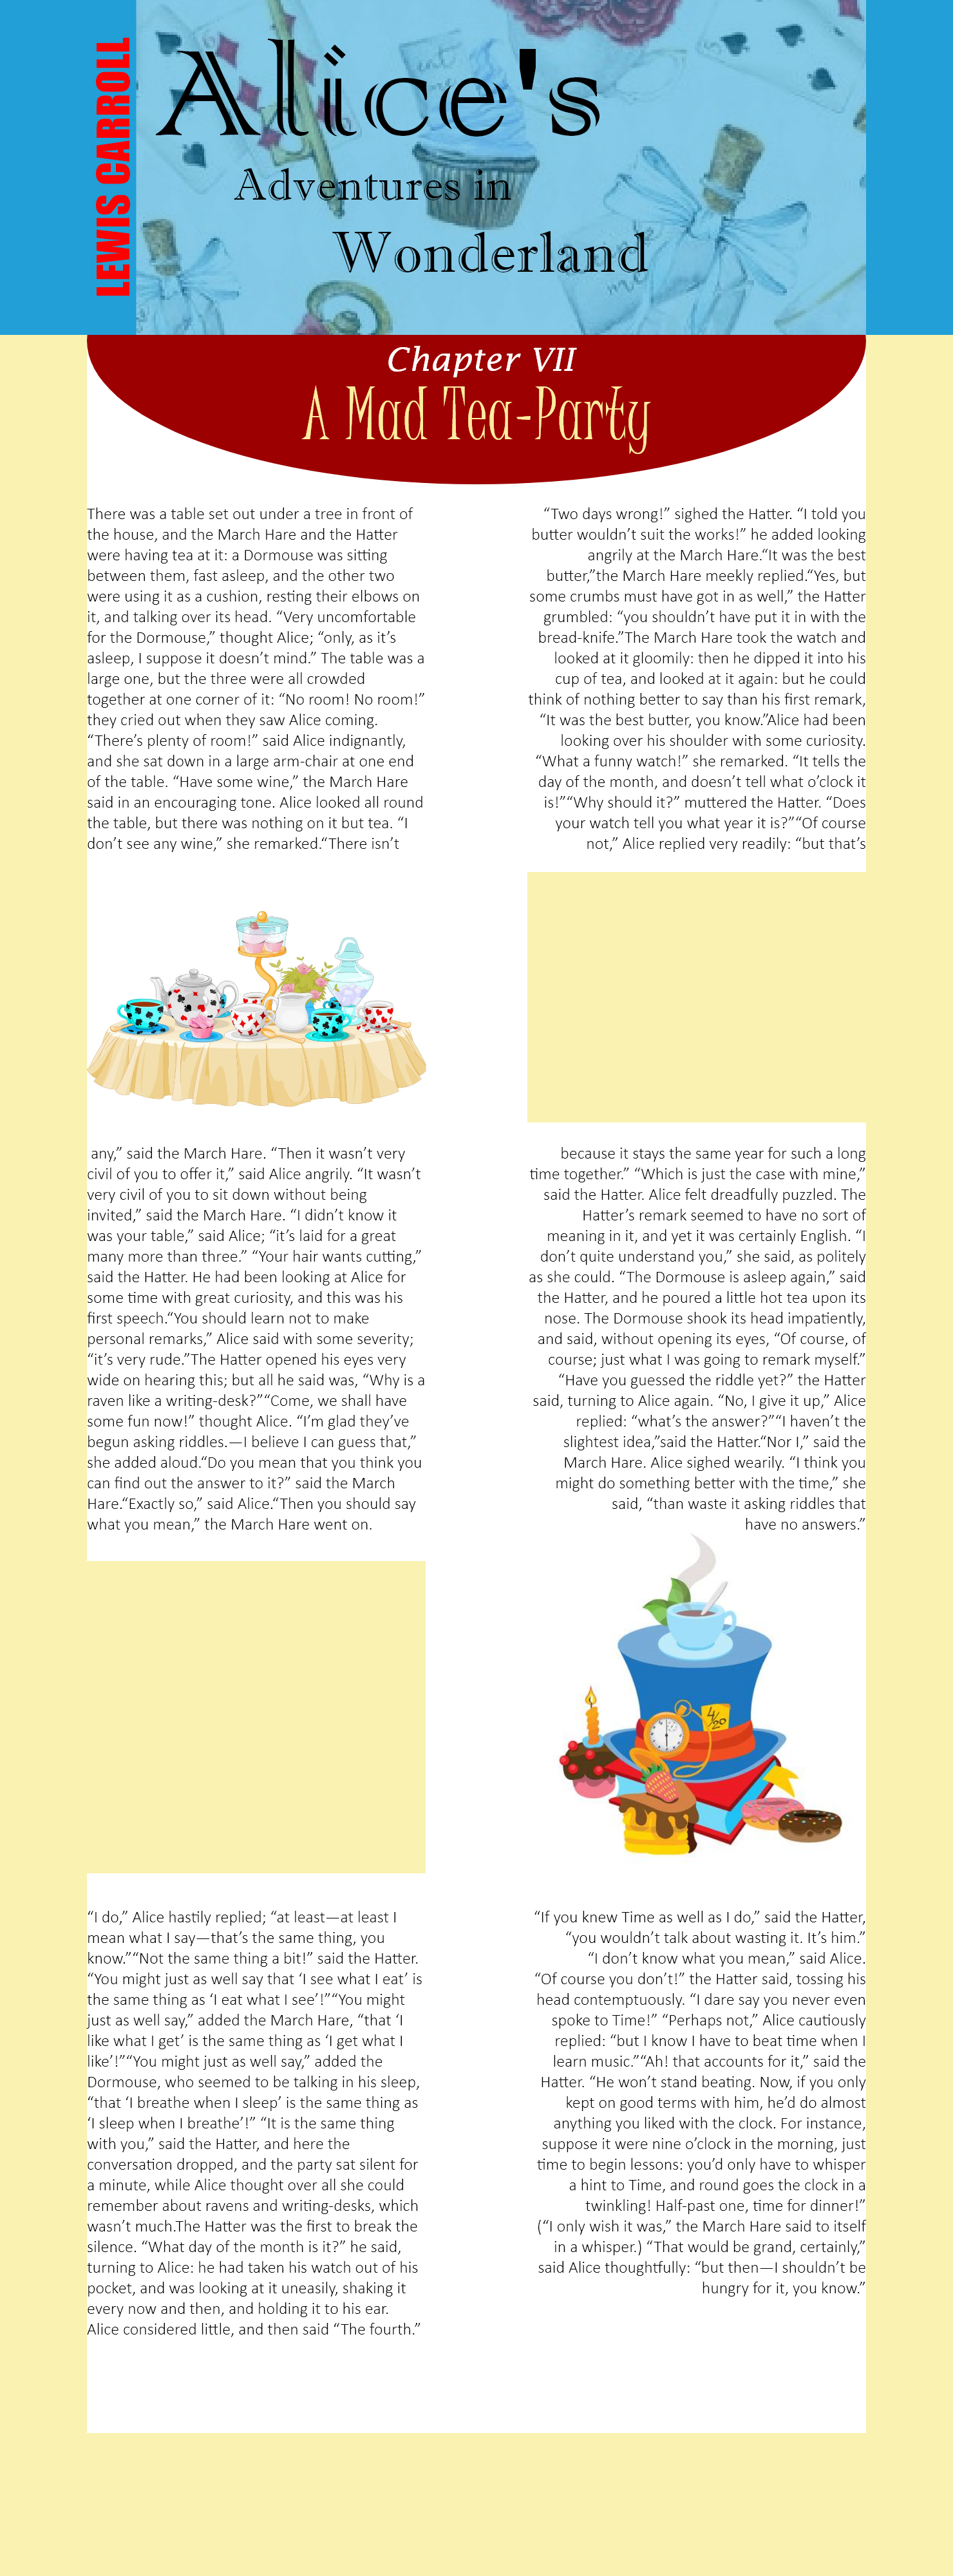 LEWIS CARROLL
Alice's
Adventures in
Wonderland
Chapter VII
A Mad Tea-Party
There was a table set out under a tree in front of
the house, and the March Hare and the Hatter
were having tea at it: a Dormouse was sitting
between them, fast asleep, and the other two
were using it as a cushion, resting their elbows on
it, and talking over its head. “Very uncomfortable
for the Dormouse,” thought Alice; “only, as it’s
asleep, I suppose it doesn’t mind.” The table was a
large one, but the three were all crowded
together at one corner of it: “No room! No room!”
they cried out when they saw Alice coming.
“There’s plenty of room!” said Alice indignantly,
and she sat down in a large arm-chair at one end
of the table. “Have some wine,” the March Hare
said in an encouraging tone. Alice looked all round
the table, but there was nothing on it but tea. “I
don’t see any wine,” she remarked.“There isn’t
any,” said the March Hare. “Then it wasn’t very
civil of you to offer it,” said Alice angrily. “It wasn’t
very civil of you to sit down without being
invited,” said the March Hare. “I didn’t know it
was your table,” said Alice; “it’s laid for a great
many more than three.” “Your hair wants cutting,”
said the Hatter. He had been looking at Alice for
some time with great curiosity, and this was his
first speech.“You should learn not to make
personal remarks,” Alice said with some severity;
“it’s very rude.”The Hatter opened his eyes very
wide on hearing this; but all he said was, “Why is a
raven like a writing-desk?”“Come, we shall have
some fun now!” thought Alice. “I’m glad they’ve
begun asking riddles.—I believe I can guess that,”
she added aloud.“Do you mean that you think you
can find out the answer to it?” said the March
Hare.“Exactly so,” said Alice.“Then you should say
what you mean,” the March Hare went on.
“I do,” Alice hastily replied; “at least—at least I
mean what I say—that’s the same thing, you
know.”“Not the same thing a bit!” said the Hatter.
“You might just as well say that ‘I see what I eat’ is
the same thing as ‘I eat what I see’!”“You might
just as well say,” added the March Hare, “that ‘I
like what I get’ is the same thing as ‘I get what I
like’!”“You might just as well say,” added the
Dormouse, who seemed to be talking in his sleep,
“that ‘I breathe when I sleep’ is the same thing as
‘I sleep when I breathe’!” “It is the same thing
with you,” said the Hatter, and here the
conversation dropped, and the party sat silent for
a minute, while Alice thought over all she could
remember about ravens and writing-desks, which
wasn’t much.The Hatter was the first to break the
silence. “What day of the month is it?” he said,
turning to Alice: he had taken his watch out of his
pocket, and was looking at it uneasily, shaking it
every now and then, and holding it to his ear.
Alice considered little, and then said “The fourth.”
“Two days wrong!” sighed the Hatter. “I told you
butter wouldn’t suit the works!” he added looking
angrily at the March Hare.“It was the best
butter,”the March Hare meekly replied.“Yes, but
some crumbs must have got in as well,” the Hatter
grumbled: “you shouldn’t have put it in with the
bread-knife.”The March Hare took the watch and
looked at it gloomily: then he dipped it into his
cup of tea, and looked at it again: but he could
think of nothing better to say than his first remark,
“It was the best butter, you know.”Alice had been
looking over his shoulder with some curiosity.
“What a funny watch!” she remarked. “It tells the
day of the month, and doesn’t tell what o’clock it
is!”“Why should it?” muttered the Hatter. “Does
your watch tell you what year it is?”“Of course
not,” Alice replied very readily: “but that’s
because it stays the same year for such a long
time together.” “Which is just the case with mine,”
said the Hatter. Alice felt dreadfully puzzled. The
Hatter’s remark seemed to have no sort of
meaning in it, and yet it was certainly English. “I
don’t quite understand you,” she said, as politely
as she could. “The Dormouse is asleep again,” said
the Hatter, and he poured a little hot tea upon its
nose. The Dormouse shook its head impatiently,
and said, without opening its eyes, “Of course, of
course; just what I was going to remark myself.”
“Have you guessed the riddle yet?” the Hatter
said, turning to Alice again. “No, I give it up,” Alice
replied: “what’s the answer?”“I haven’t the
slightest idea,”said the Hatter.“Nor I,” said the
March Hare. Alice sighed wearily. “I think you
might do something better with the time,” she
said, “than waste it asking riddles that
have no answers.”
4/20
“If you knew Time as well as I do,” said the Hatter,
“you wouldn’t talk about wasting it. It’s him.”
“I don’t know what you mean,” said Alice.
“Of course you don’t!” the Hatter said, tossing his
head contemptuously. “I dare say you never even
spoke to Time!” “Perhaps not,” Alice cautiously
replied: “but I know I have to beat time when I
learn music.”“Ah! that accounts for it,” said the
Hatter. “He won’t stand beating. Now, if you only
kept on good terms with him, he’d do almost
anything you liked with the clock. For instance,
suppose it were nine o’clock in the morning, just
time to begin lessons: you’d only have to whisper
a hint to Time, and round goes the clock in a
twinkling! Half-past one, time for dinner!”
(“I only wish it was,” the March Hare said to itself
in a whisper.) “That would be grand, certainly,”
said Alice thoughtfully: “but then—I shouldn’t be
hungry for it, you know.”